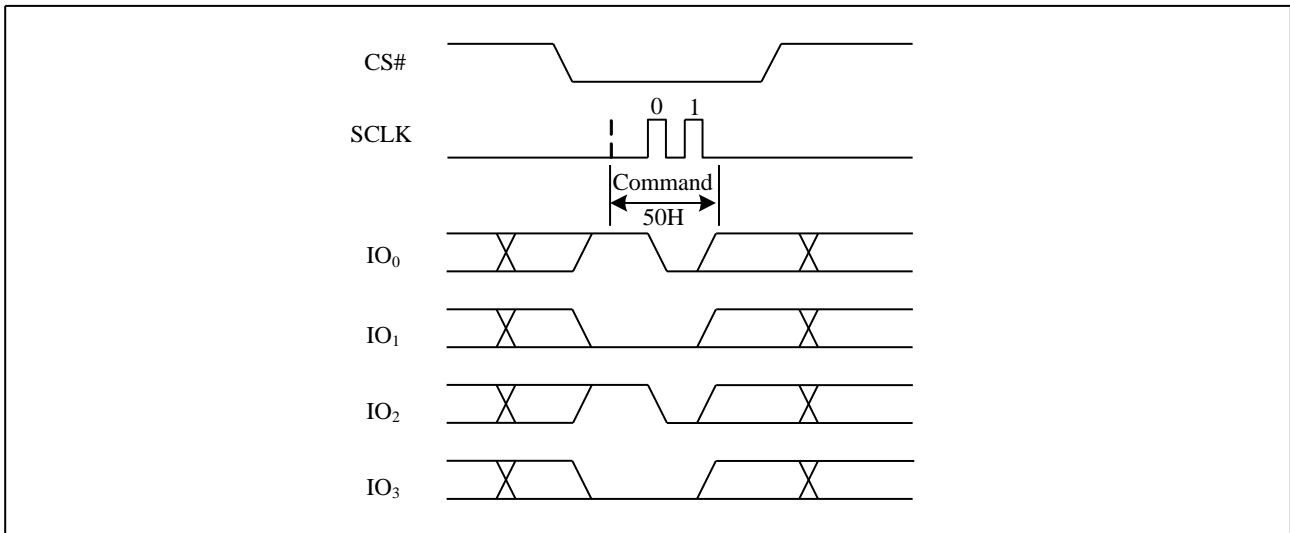 CS#
0 1
SCLK
Command
50H
IO₀
IO₁
IO₂
IO₃